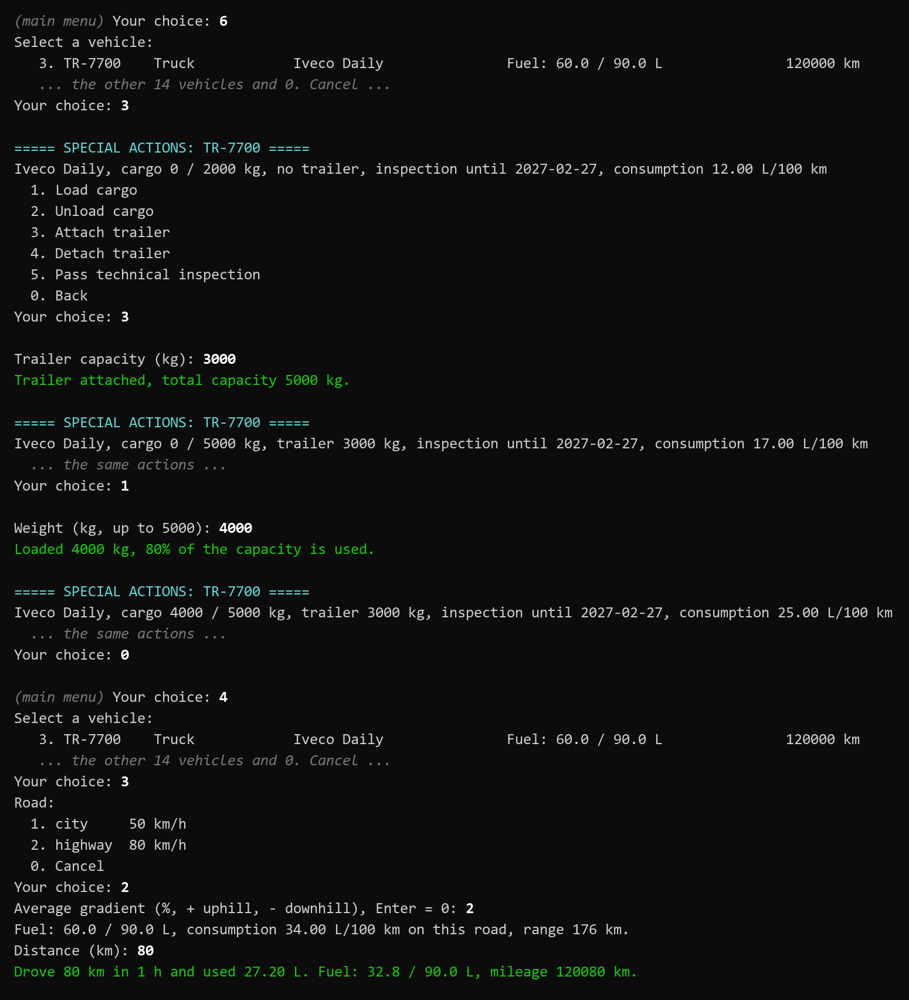 (main menu) Your choice: 6
Select a vehicle:
   3. TR-7700    Truck            Iveco Daily               Fuel: 60.0 / 90.0 L               120000 km
   ... the other 14 vehicles and 0. Cancel ...
Your choice: 3

===== SPECIAL ACTIONS: TR-7700 =====
Iveco Daily, cargo 0 / 2000 kg, no trailer, inspection until 2027-02-27, consumption 12.00 L/100 km
  1. Load cargo
  2. Unload cargo
  3. Attach trailer
  4. Detach trailer
  5. Pass technical inspection
  0. Back
Your choice: 3

Trailer capacity (kg): 3000
Trailer attached, total capacity 5000 kg.

===== SPECIAL ACTIONS: TR-7700 =====
Iveco Daily, cargo 0 / 5000 kg, trailer 3000 kg, inspection until 2027-02-27, consumption 17.00 L/100 km
  ... the same actions ...
Your choice: 1

Weight (kg, up to 5000): 4000
Loaded 4000 kg, 80% of the capacity is used.

===== SPECIAL ACTIONS: TR-7700 =====
Iveco Daily, cargo 4000 / 5000 kg, trailer 3000 kg, inspection until 2027-02-27, consumption 25.00 L/100 km
  ... the same actions ...
Your choice: 0

(main menu) Your choice: 4
Select a vehicle:
   3. TR-7700    Truck            Iveco Daily               Fuel: 60.0 / 90.0 L               120000 km
   ... the other 14 vehicles and 0. Cancel ...
Your choice: 3
Road:
  1. city     50 km/h
  2. highway  80 km/h
  0. Cancel
Your choice: 2
Average gradient (%, + uphill, - downhill), Enter = 0: 2
Fuel: 60.0 / 90.0 L, consumption 34.00 L/100 km on this road, range 176 km.
Distance (km): 80
Drove 80 km in 1 h and used 27.20 L. Fuel: 32.8 / 90.0 L, mileage 120080 km.